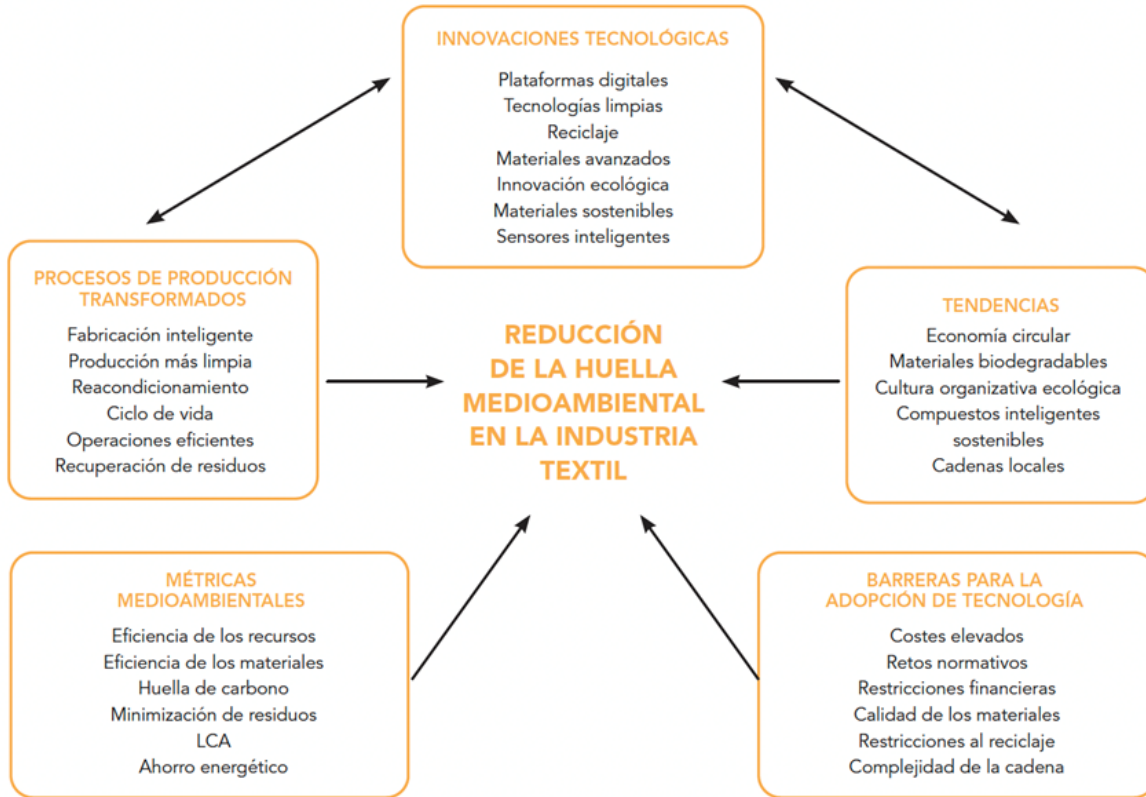 INNOVACIONES TECNOLÓGICAS
Plataformas digitales
Tecnologías limpias
Reciclaje
Materiales avanzados
Innovación ecológica
Materiales sostenibles
Sensores inteligentes
PROCESOS DE PRODUCCIÓN
TRANSFORMADOS
Fabricación inteligente
Producción más limpia
Reacondicionamiento
Ciclo de vida
Operaciones eficientes
Recuperación de residuos
REDUCCIÓN
DE LA HUELLA
MEDIOAMBIENTAL
EN LA INDUSTRIA
TEXTIL
TENDENCIAS
Economía circular
Materiales biodegradables
Cultura organizativa ecológica
Compuestos inteligentes
sostenibles
Cadenas locales
MÉTRICAS
MEDIOAMBIENTALES
Eficiencia de los recursos
Eficiencia de los materiales
Huella de carbono
Minimización de residuos
LCA
Ahorro energético
BARRERAS PARA LA
ADOPCIÓN DE TECNOLOGÍA
Costes elevados
Retos normativos
Restricciones financieras
Calidad de los materiales
Restricciones al reciclaje
Complejidad de la cadena